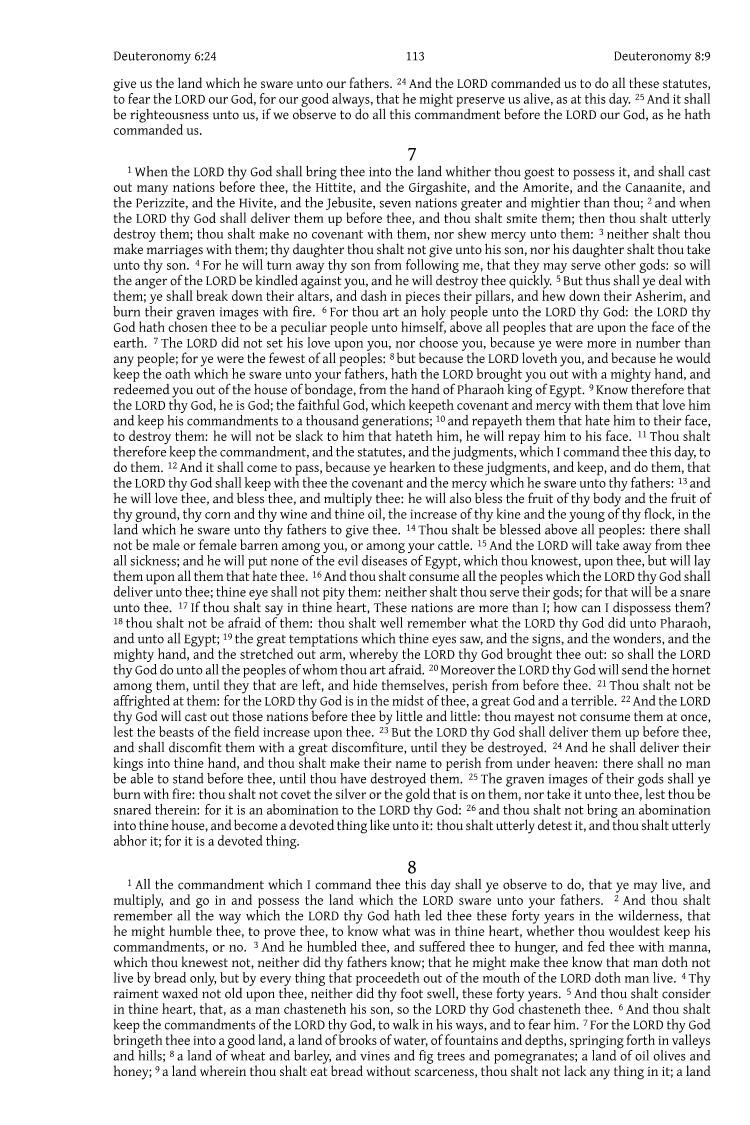 Deuteronomy 6:24 113 Deuteronomy 8:9
give us the land which he sware unto our fathers. 24 And the LORD commanded us to do all these statutes,
to fear the LORD our God, for our good always, that he might preserve us alive, as at this day. 25 And it shall
be righteousness unto us, if we observe to do all this commandment before the LORD our God, as he hath
commanded us.
7
1 When the LORD thy God shall bring thee into the land whither thou goest to possess it, and shall cast
out many nations before thee, the Hittite, and the Girgashite, and the Amorite, and the Canaanite, and
the Perizzite, and the Hivite, and the Jebusite, seven nations greater and mightier than thou; 2 and when
the LORD thy God shall deliver them up before thee, and thou shalt smite them; then thou shalt utterly
destroy them; thou shalt make no covenant with them, nor shew mercy unto them: 3 neither shalt thou
make marriages with them; thy daughter thou shalt not give unto his son, nor his daughter shalt thou take
unto thy son. 4 For he will turn away thy son from following me, that they may serve other gods: so will
the anger of the LORD be kindled against you, and he will destroy thee quickly. 5 But thus shall ye deal with
them; ye shall break down their altars, and dash in pieces their pillars, and hew down their Asherim, and
burn their graven images with fire. 6 For thou art an holy people unto the LORD thy God: the LORD thy
God hath chosen thee to be a peculiar people unto himself, above all peoples that are upon the face of the
earth. 7 The LORD did not set his love upon you, nor choose you, because ye were more in number than
any people; for ye were the fewest of all peoples: 8 but because the LORD loveth you, and because he would
keep the oath which he sware unto your fathers, hath the LORD brought you out with a mighty hand, and
redeemed you out of the house of bondage, from the hand of Pharaoh king of Egypt. 9 Know therefore that
the LORD thy God, he is God; the faithful God, which keepeth covenant and mercy with them that love him
and keep his commandments to a thousand generations; 10 and repayeth them that hate him to their face,
to destroy them: he will not be slack to him that hateth him, he will repay him to his face. 11 Thou shalt
therefore keep the commandment, and the statutes, and the judgments, which I command thee this day, to
do them. 12 And it shall come to pass, because ye hearken to these judgments, and keep, and do them, that
the LORD thy God shall keep with thee the covenant and the mercy which he sware unto thy fathers: 13 and
he will love thee, and bless thee, and multiply thee: he will also bless the fruit of thy body and the fruit of
thy ground, thy corn and thy wine and thine oil, the increase of thy kine and the young of thy flock, in the
land which he sware unto thy fathers to give thee. 14 Thou shalt be blessed above all peoples: there shall
not be male or female barren among you, or among your cattle. 15 And the LORD will take away from thee
all sickness; and he will put none of the evil diseases of Egypt, which thou knowest, upon thee, but will lay
them upon all them that hate thee. 16 And thou shalt consume all the peoples which the LORD thy God shall
deliver unto thee; thine eye shall not pity them: neither shalt thou serve their gods; for that will be a snare
unto thee. 17 If thou shalt say in thine heart, These nations are more than I; how can I dispossess them?
18 thou shalt not be afraid of them: thou shalt well remember what the LORD thy God did unto Pharaoh,
and unto all Egypt; 19 the great temptations which thine eyes saw, and the signs, and the wonders, and the
mighty hand, and the stretched out arm, whereby the LORD thy God brought thee out: so shall the LORD
thy God do unto all the peoples of whom thou art afraid. 20 Moreover the LORD thy God will send the hornet
among them, until they that are left, and hide themselves, perish from before thee. 21 Thou shalt not be
affrighted at them: for the LORD thy God is in the midst of thee, a great God and a terrible. 22 And the LORD
thy God will cast out those nations before thee by little and little: thou mayest not consume them at once,
lest the beasts of the field increase upon thee. 23 But the LORD thy God shall deliver them up before thee,
and shall discomfit them with a great discomfiture, until they be destroyed. 24 And he shall deliver their
kings into thine hand, and thou shalt make their name to perish from under heaven: there shall no man
be able to stand before thee, until thou have destroyed them. 25 The graven images of their gods shall ye
burn with fire: thou shalt not covet the silver or the gold that is on them, nor take it unto thee, lest thou be
snared therein: for it is an abomination to the LORD thy God: 26 and thou shalt not bring an abomination
into thine house, and become a devoted thing like unto it: thou shalt utterly detest it, and thou shalt utterly
abhor it; for it is a devoted thing.
8
1 All the commandment which I command thee this day shall ye observe to do, that ye may live, and
multiply, and go in and possess the land which the LORD sware unto your fathers. 2 And thou shalt
remember all the way which the LORD thy God hath led thee these forty years in the wilderness, that
he might humble thee, to prove thee, to know what was in thine heart, whether thou wouldest keep his
commandments, or no. 3 And he humbled thee, and suffered thee to hunger, and fed thee with manna,
which thou knewest not, neither did thy fathers know; that he might make thee know that man doth not
live by bread only, but by every thing that proceedeth out of the mouth of the LORD doth man live. 4 Thy
raiment waxed not old upon thee, neither did thy foot swell, these forty years. 5 And thou shalt consider
in thine heart, that, as a man chasteneth his son, so the LORD thy God chasteneth thee. 6 And thou shalt
keep the commandments of the LORD thy God, to walk in his ways, and to fear him. 7 For the LORD thy God
bringeth thee into a good land, a land of brooks of water, of fountains and depths, springing forth in valleys
and hills; 8 a land of wheat and barley, and vines and fig trees and pomegranates; a land of oil olives and
honey; 9 a land wherein thou shalt eat bread without scarceness, thou shalt not lack any thing in it; a land